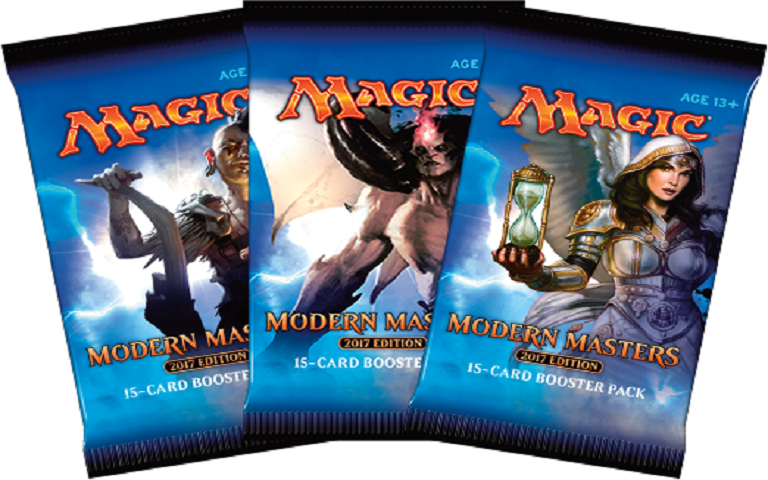 AGE
MAGIC
MODERN MAS
2017 EDITION
15-CARD BOOSTE
AGE
MAGIC
MODERN MAS
2017 EDITION
15-CARD BOOSTE
AGE 13+
MAGIC
MODERN MASTERS
2017 EDITION
15-CARD BOOSTER PACK